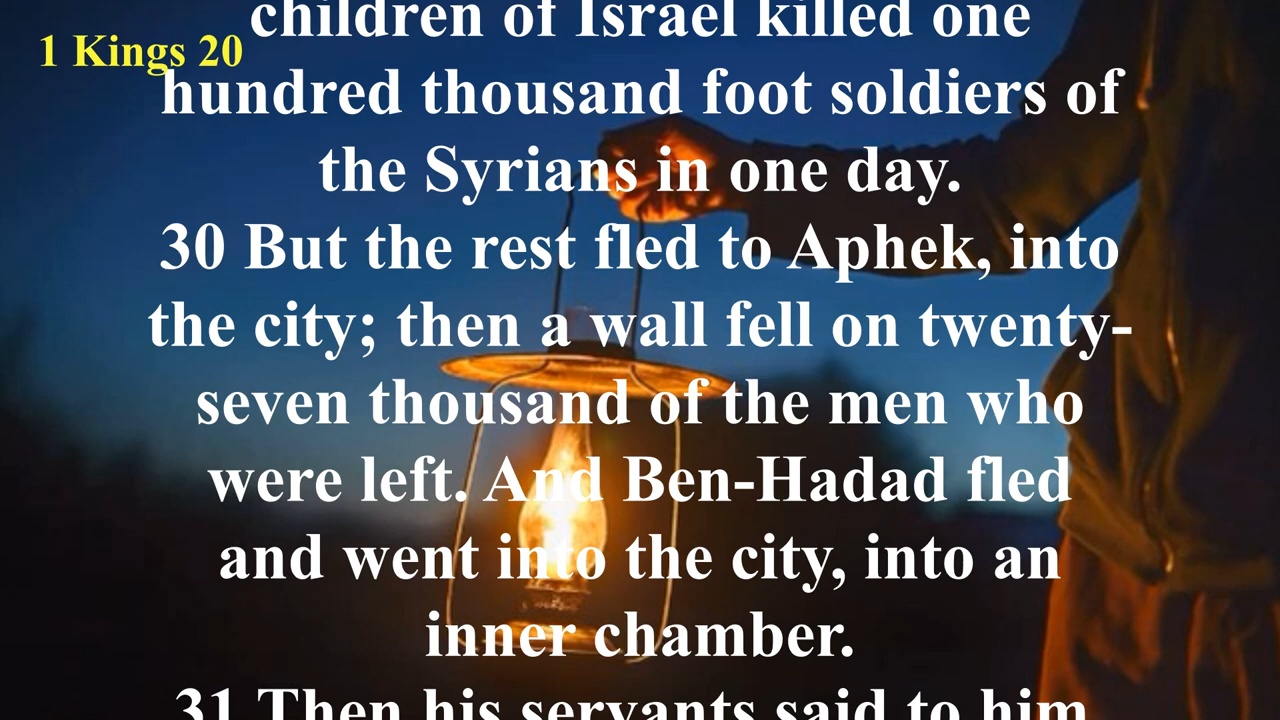 children of Israel killed one
1 Kings 20
hundred thousand foot soldiers of
the Syrians in one day.
30 But the rest fled to Aphek, into
the city; then a wall fell on twenty-
seven thousand of the men who
were left. And Ben-Hadad fled
and went into the city, into an
inner chamber.
31 Then his servants said to him